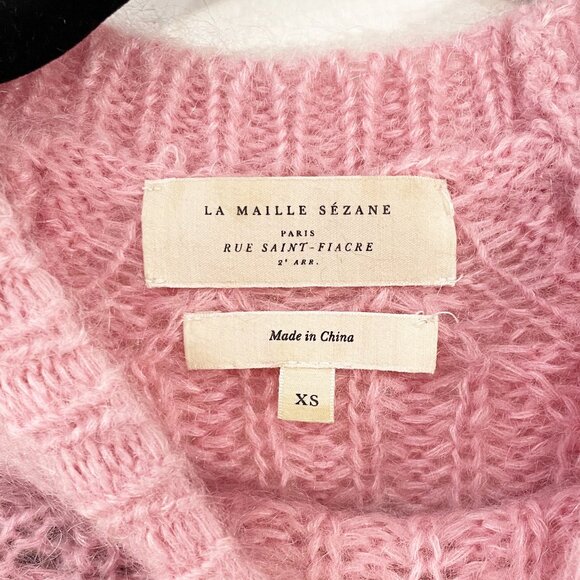 LA MAILLE SÉZANE
PARIS
RUE SAINT-FIACRE
2ᵉ ARR.
Made in China
XS